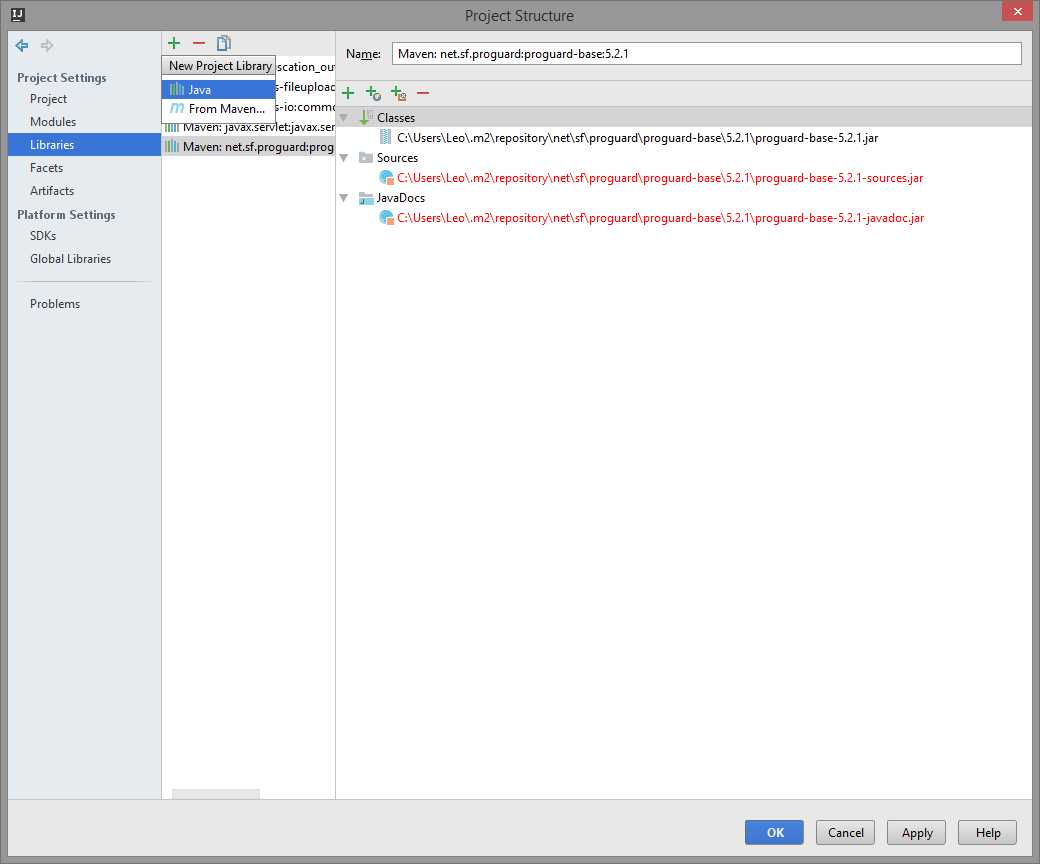 IJ
Project Structure
Project Settings
Project
Modules
Libraries
Facets
Artifacts
Platform Settings
SDKs
Global Libraries
Problems
New Project Library
Java
m From Maven...
scation_out
s-fileupload
s-io:commo
Maven: javax.servlet:javax.ser
Maven: net.sf.proguard:prog
Name: Maven: net.sf.proguard:proguard-base:5.2.1
Classes
C:\Users\Leo\.m2\repository\net\sf\proguard\proguard-base\5.2.1\proguard-base-5.2.1.jar
Sources
C:\Users\Leo\.m2\repository\net\sf\proguard\proguard-base\5.2.1\proguard-base-5.2.1-sources.jar
JavaDocs
C:\Users\Leo\.m2\repository\net\sf\proguard\proguard-base\5.2.1\proguard-base-5.2.1-javadoc.jar
OK
Cancel
Apply
Help